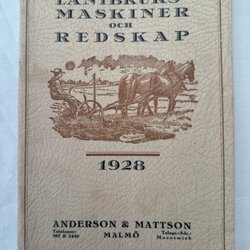 LANTBRUKS-
MASKINER
OCH
REDSKAP
1928
ANDERSON & MATTSON
MALMÖ